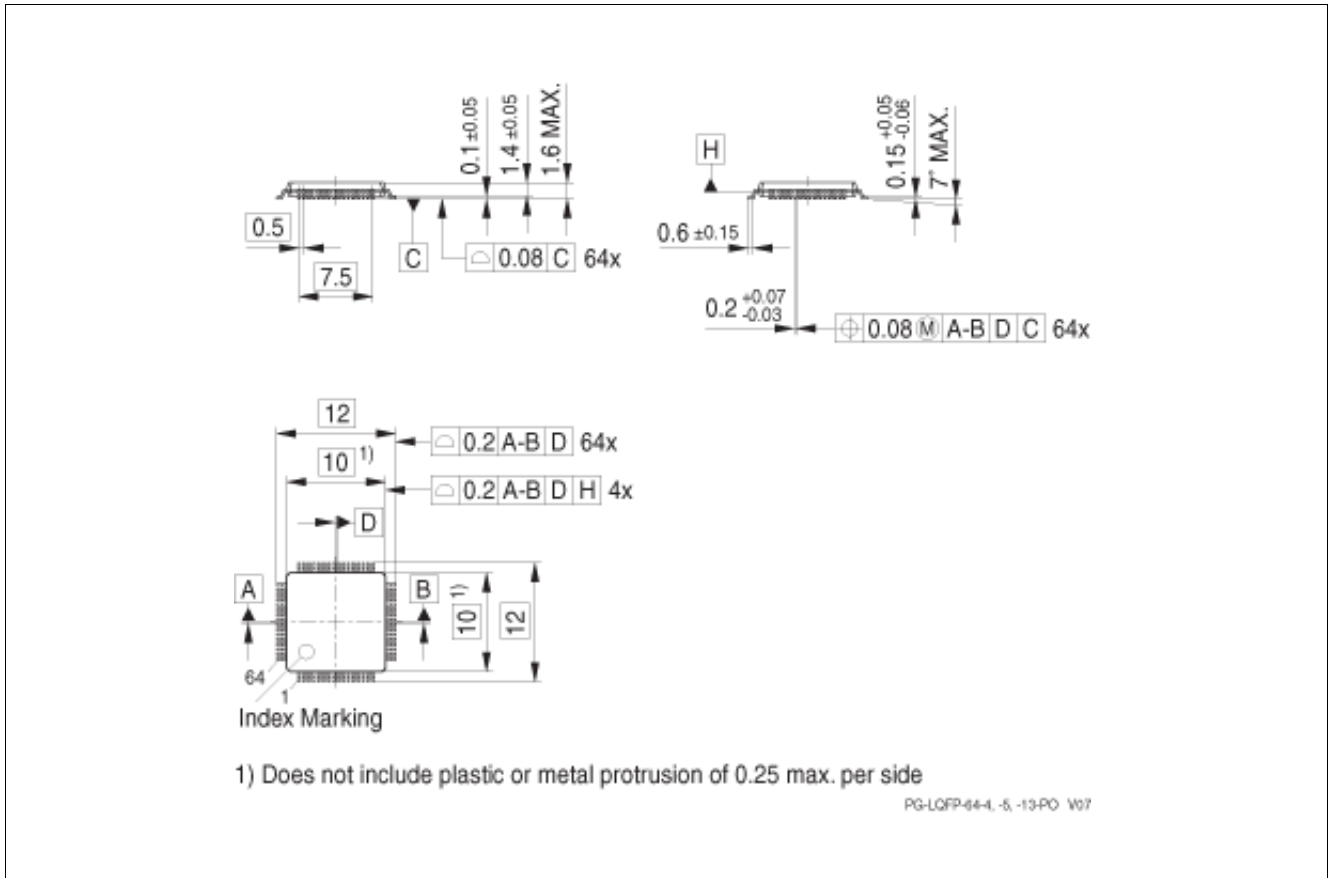 0.1 ±0.05
1.4 ±0.05
1.6 MAX.
0.5
7.5
C
⌓ 0.08 C 64x
H
0.15 +0.05 -0.06
7° MAX.
0.6 ±0.15
0.2 +0.07 -0.03
⌖ 0.08 Ⓜ A-B D C 64x
12
⌓ 0.2 A-B D 64x
10 1)
⌓ 0.2 A-B D H 4x
D
A
B
10 1)
12
64
1
Index Marking
1) Does not include plastic or metal protrusion of 0.25 max. per side
PG-LQFP-64-4, -5, -13-PO V07